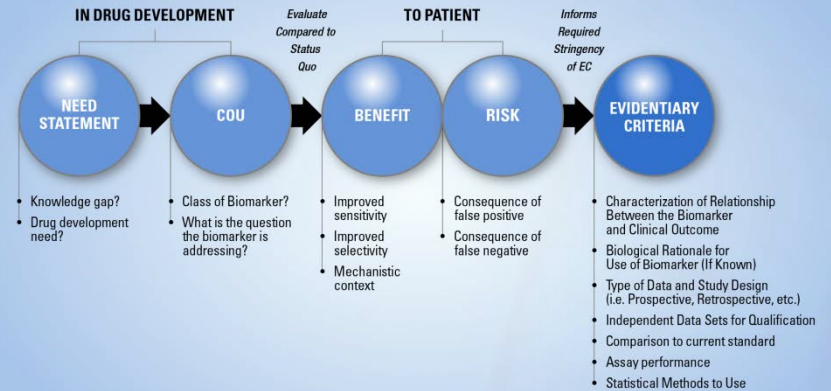 IN DRUG DEVELOPMENT
Evaluate
Compared to
Status
Quo
TO PATIENT
Informs
Required
Stringency
of EC
NEED
STATEMENT
COU
BENEFIT
RISK
EVIDENTIARY
CRITERIA
• Knowledge gap?
• Drug development
need?
• Class of Biomarker?
• What is the question
the biomarker is
addressing?
• Improved
sensitivity
• Improved
selectivity
• Mechanistic
context
• Consequence of
false positive
• Consequence of
false negative
• Characterization of Relationship
Between the Biomarker
and Clinical Outcome
• Biological Rationale for
Use of Biomarker (If Known)
• Type of Data and Study Design
(i.e. Prospective, Retrospective, etc.)
• Independent Data Sets for Qualification
• Comparison to current standard
• Assay performance
• Statistical Methods to Use